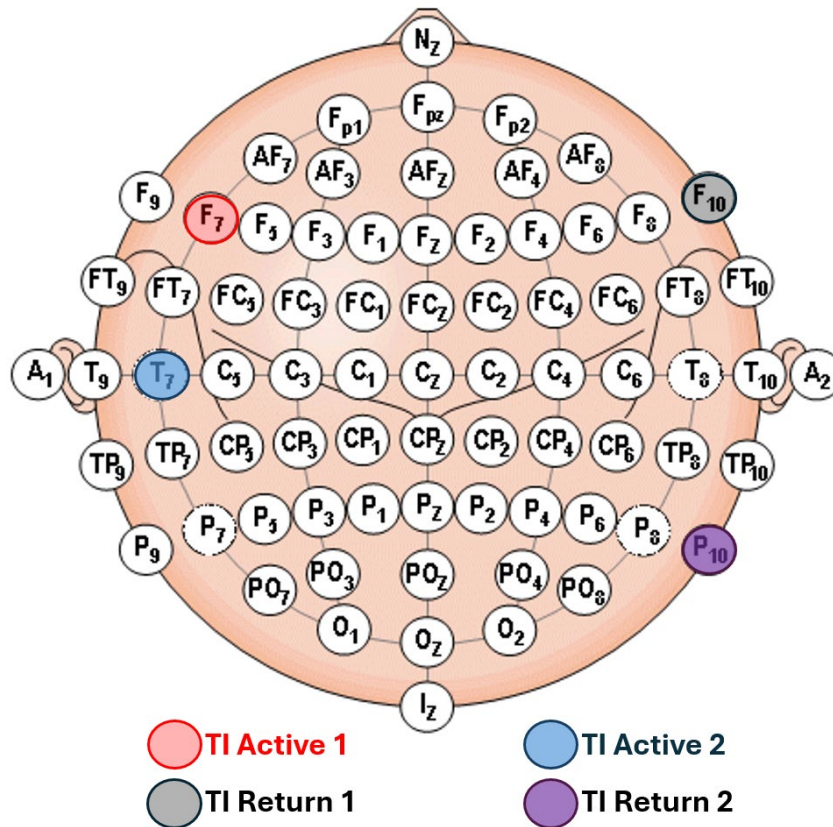 Nz
Fp1 Fpz Fp2
AF7 AF3 AFz AF4 AF8
F9 F7 F5 F3 F1 Fz F2 F4 F6 F8 F10
FT9 FT7 FC5 FC3 FC1 FCz FC2 FC4 FC6 FT8 FT10
A1 T9 T7 C5 C3 C1 Cz C2 C4 C6 T8 T10 A2
TP9 TP7 CP5 CP3 CP1 CPz CP2 CP4 CP6 TP8 TP10
P9 P7 P5 P3 P1 Pz P2 P4 P6 P8 P10
PO7 PO3 POz PO4 PO8
O1 Oz O2
Iz
TI Active 1 TI Active 2
TI Return 1 TI Return 2